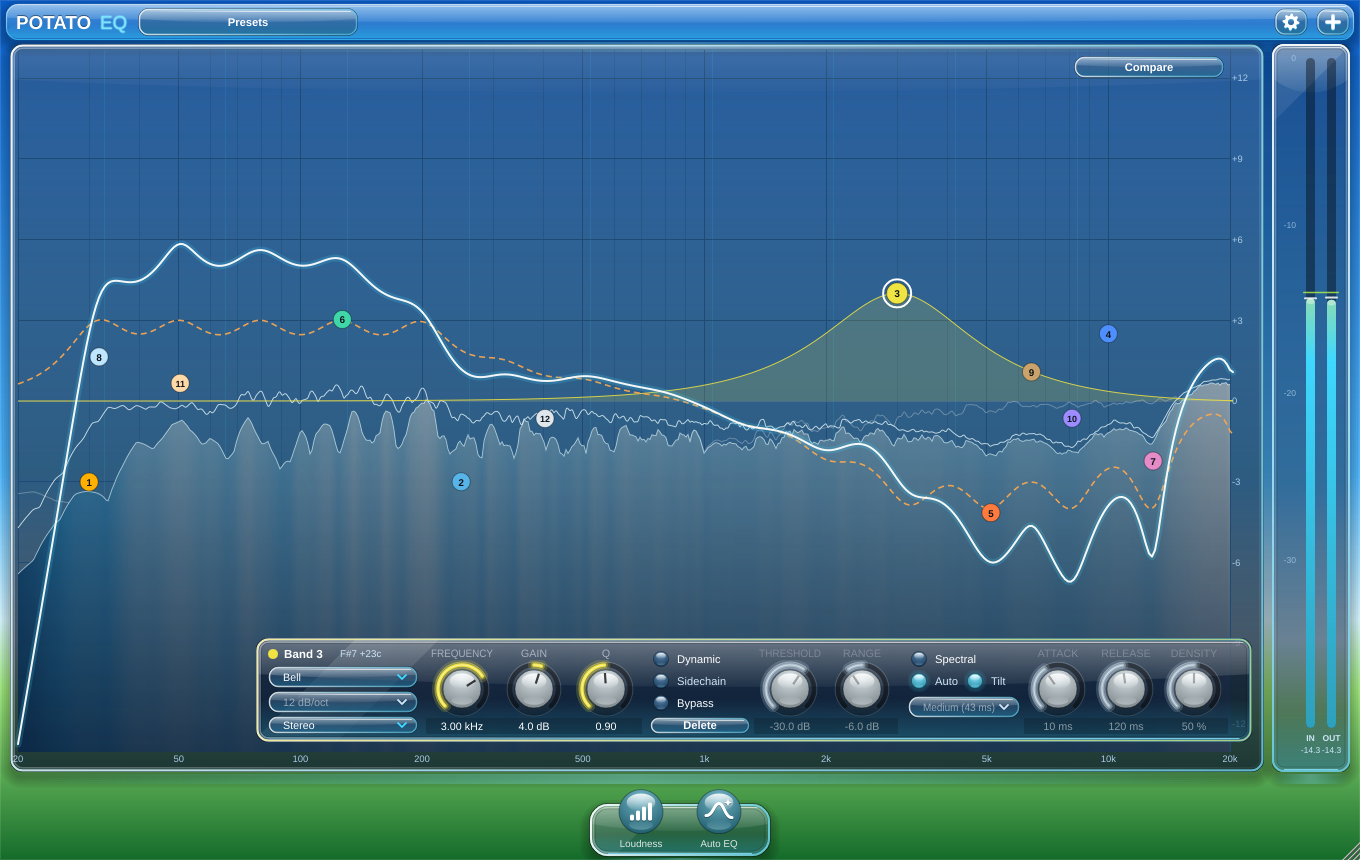 POTATO EQ Presets
Compare
+12
+9
+6
+3
0
-3
-6
-9
-12
3
4
6
8
9
11
12
10
7
1
2
5
Band 3 F#7 +23c
Bell
12 dB/oct
Stereo
FREQUENCY GAIN Q
3.00 kHz 4.0 dB 0.90
Dynamic
Sidechain
Bypass
Delete
THRESHOLD RANGE
-30.0 dB -6.0 dB
Spectral
Auto Tilt
Medium (43 ms)
ATTACK RELEASE DENSITY
10 ms 120 ms 50 %
20 50 100 200 500 1k 2k 5k 10k 20k
0
-10
-20
-30
IN OUT
-14.3 -14.3
Loudness Auto EQ